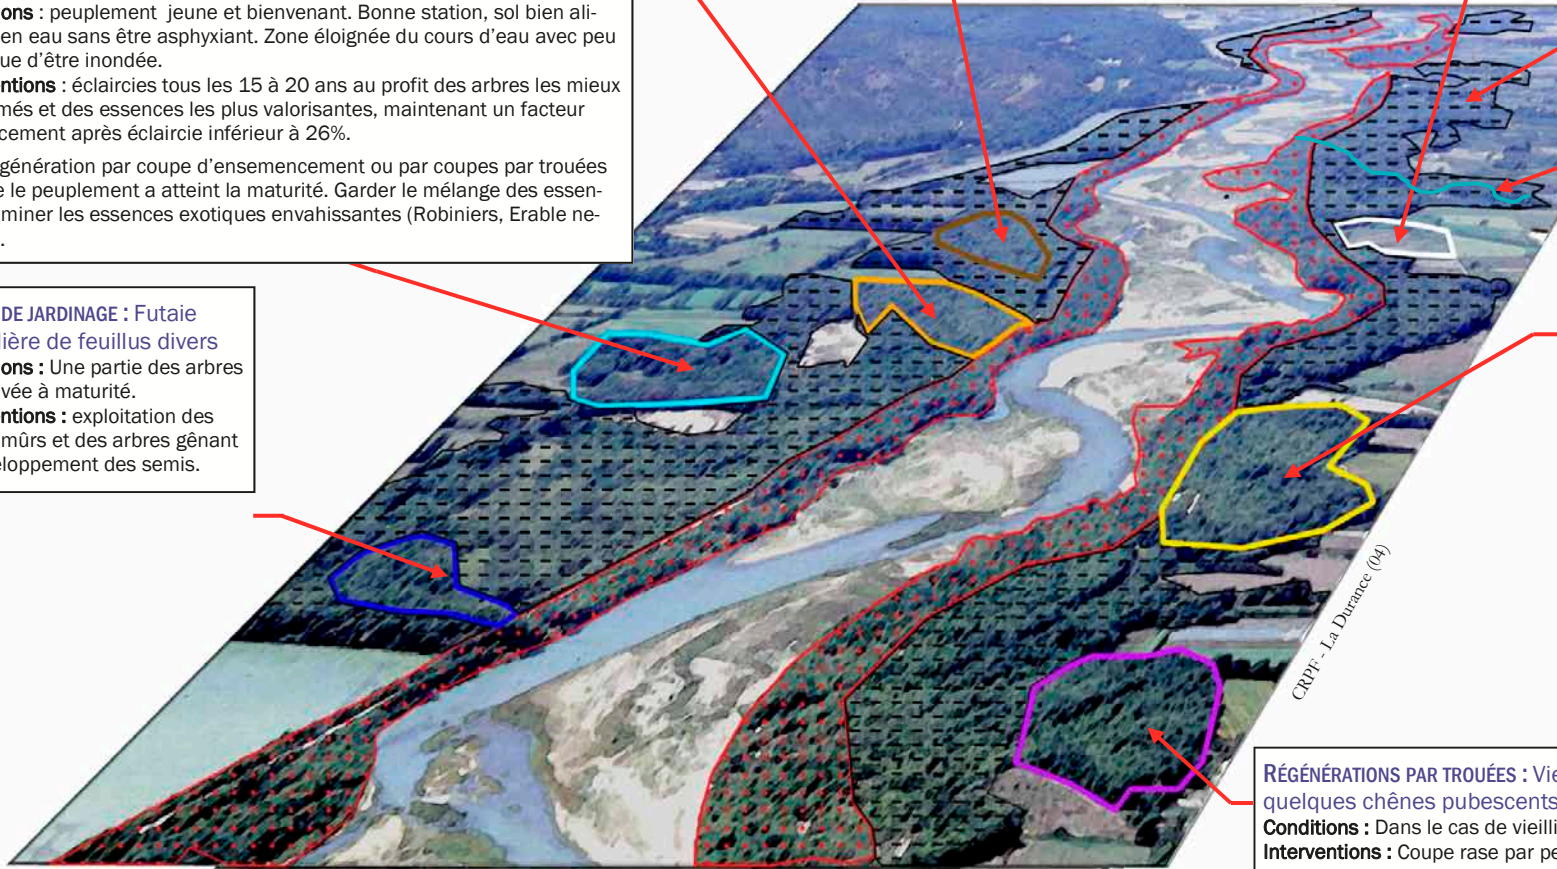 ons : peuplement jeune et bienvenant. Bonne station, sol bien ali-
en eau sans être asphyxiant. Zone éloignée du cours d'eau avec peu
ue d'être inondée.
ntions : éclaircies tous les 15 à 20 ans au profit des arbres les mieux
més et des essences les plus valorisantes, maintenant un facteur
cement après éclaircie inférieur à 26%.
génération par coupe d'ensemencement ou par coupes par trouées
e le peuplement a atteint la maturité. Garder le mélange des essen-
miner les essences exotiques envahissantes (Robiniers, Erable ne-
.
DE JARDINAGE : Futaie
lière de feuillus divers
ons : Une partie des arbres
vée à maturité.
ntions : exploitation des
mûrs et des arbres gênant
eloppement des semis.
CRPF - La Durance (04)
RÉGÉNÉRATIONS PAR TROUÉES : Vie
quelques chênes pubescents
Conditions : Dans le cas de vieilli
Interventions : Coupe rase par pe